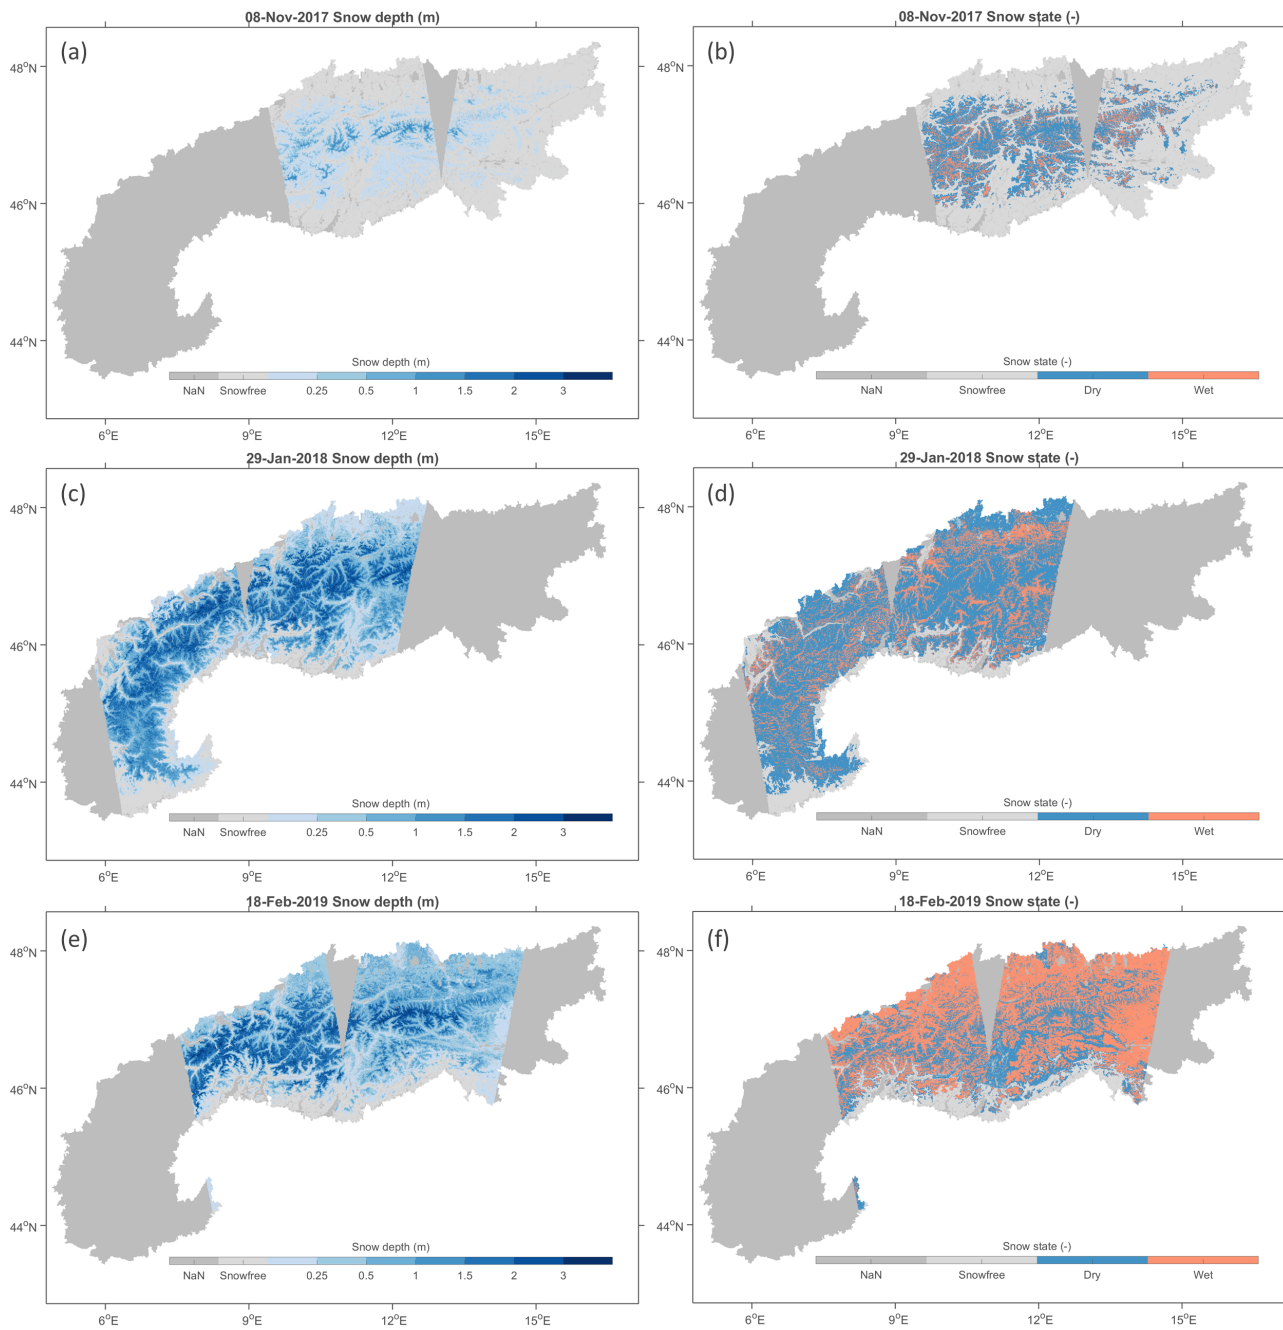 08-Nov-2017 Snow depth (m)
(a)
48°N
46°N
44°N
Snow depth (m)
NaN Snowfree 0.25 0.5 1 1.5 2 3
6°E 9°E 12°E 15°E
08-Nov-2017 Snow state (-)
(b)
48°N
46°N
44°N
Snow state (-)
NaN Snowfree Dry Wet
6°E 9°E 12°E 15°E
29-Jan-2018 Snow depth (m)
(c)
48°N
46°N
44°N
Snow depth (m)
NaN Snowfree 0.25 0.5 1 1.5 2 3
6°E 9°E 12°E 15°E
29-Jan-2018 Snow state (-)
(d)
48°N
46°N
44°N
Snow state (-)
NaN Snowfree Dry Wet
6°E 9°E 12°E 15°E
18-Feb-2019 Snow depth (m)
(e)
48°N
46°N
44°N
Snow depth (m)
NaN Snowfree 0.25 0.5 1 1.5 2 3
6°E 9°E 12°E 15°E
18-Feb-2019 Snow state (-)
(f)
48°N
46°N
44°N
Snow state (-)
NaN Snowfree Dry Wet
6°E 9°E 12°E 15°E